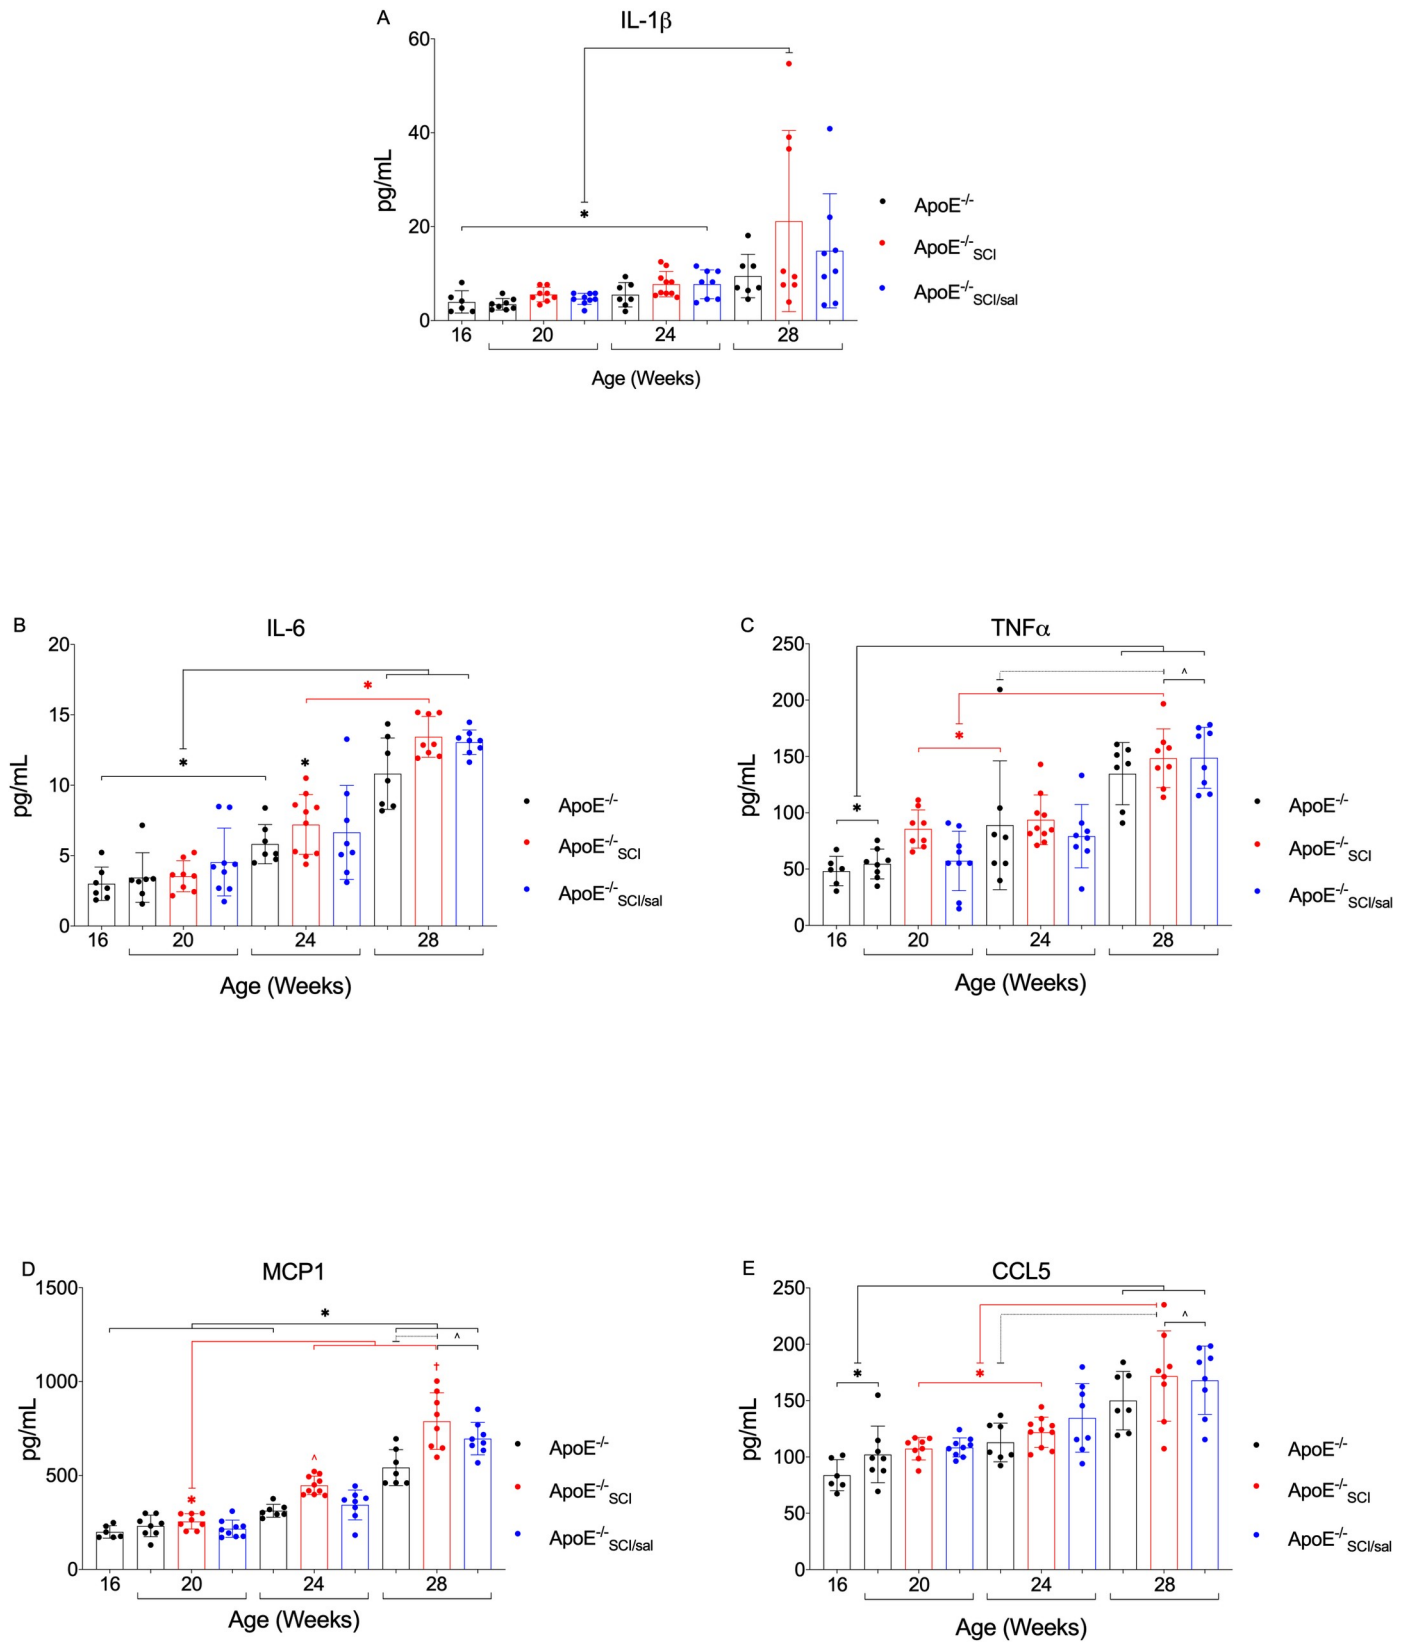 A
IL-1β
60
40
20
0
pg/mL
*
16
20
24
28
Age (Weeks)
ApoE-/-
ApoE-/-SCI
ApoE-/-SCI/sal
B
IL-6
20
15
10
5
0
pg/mL
*
*
*
16
20
24
28
Age (Weeks)
ApoE-/-
ApoE-/-SCI
ApoE-/-SCI/sal
C
TNFα
250
200
150
100
50
0
pg/mL
^
*
*
16
20
24
28
Age (Weeks)
ApoE-/-
ApoE-/-SCI
ApoE-/-SCI/sal
D
MCP1
1500
1000
500
0
pg/mL
*
^
†
^
*
16
20
24
28
Age (Weeks)
ApoE-/-
ApoE-/-SCI
ApoE-/-SCI/sal
E
CCL5
250
200
150
100
50
0
pg/mL
^
*
*
16
20
24
28
Age (Weeks)
ApoE-/-
ApoE-/-SCI
ApoE-/-SCI/sal